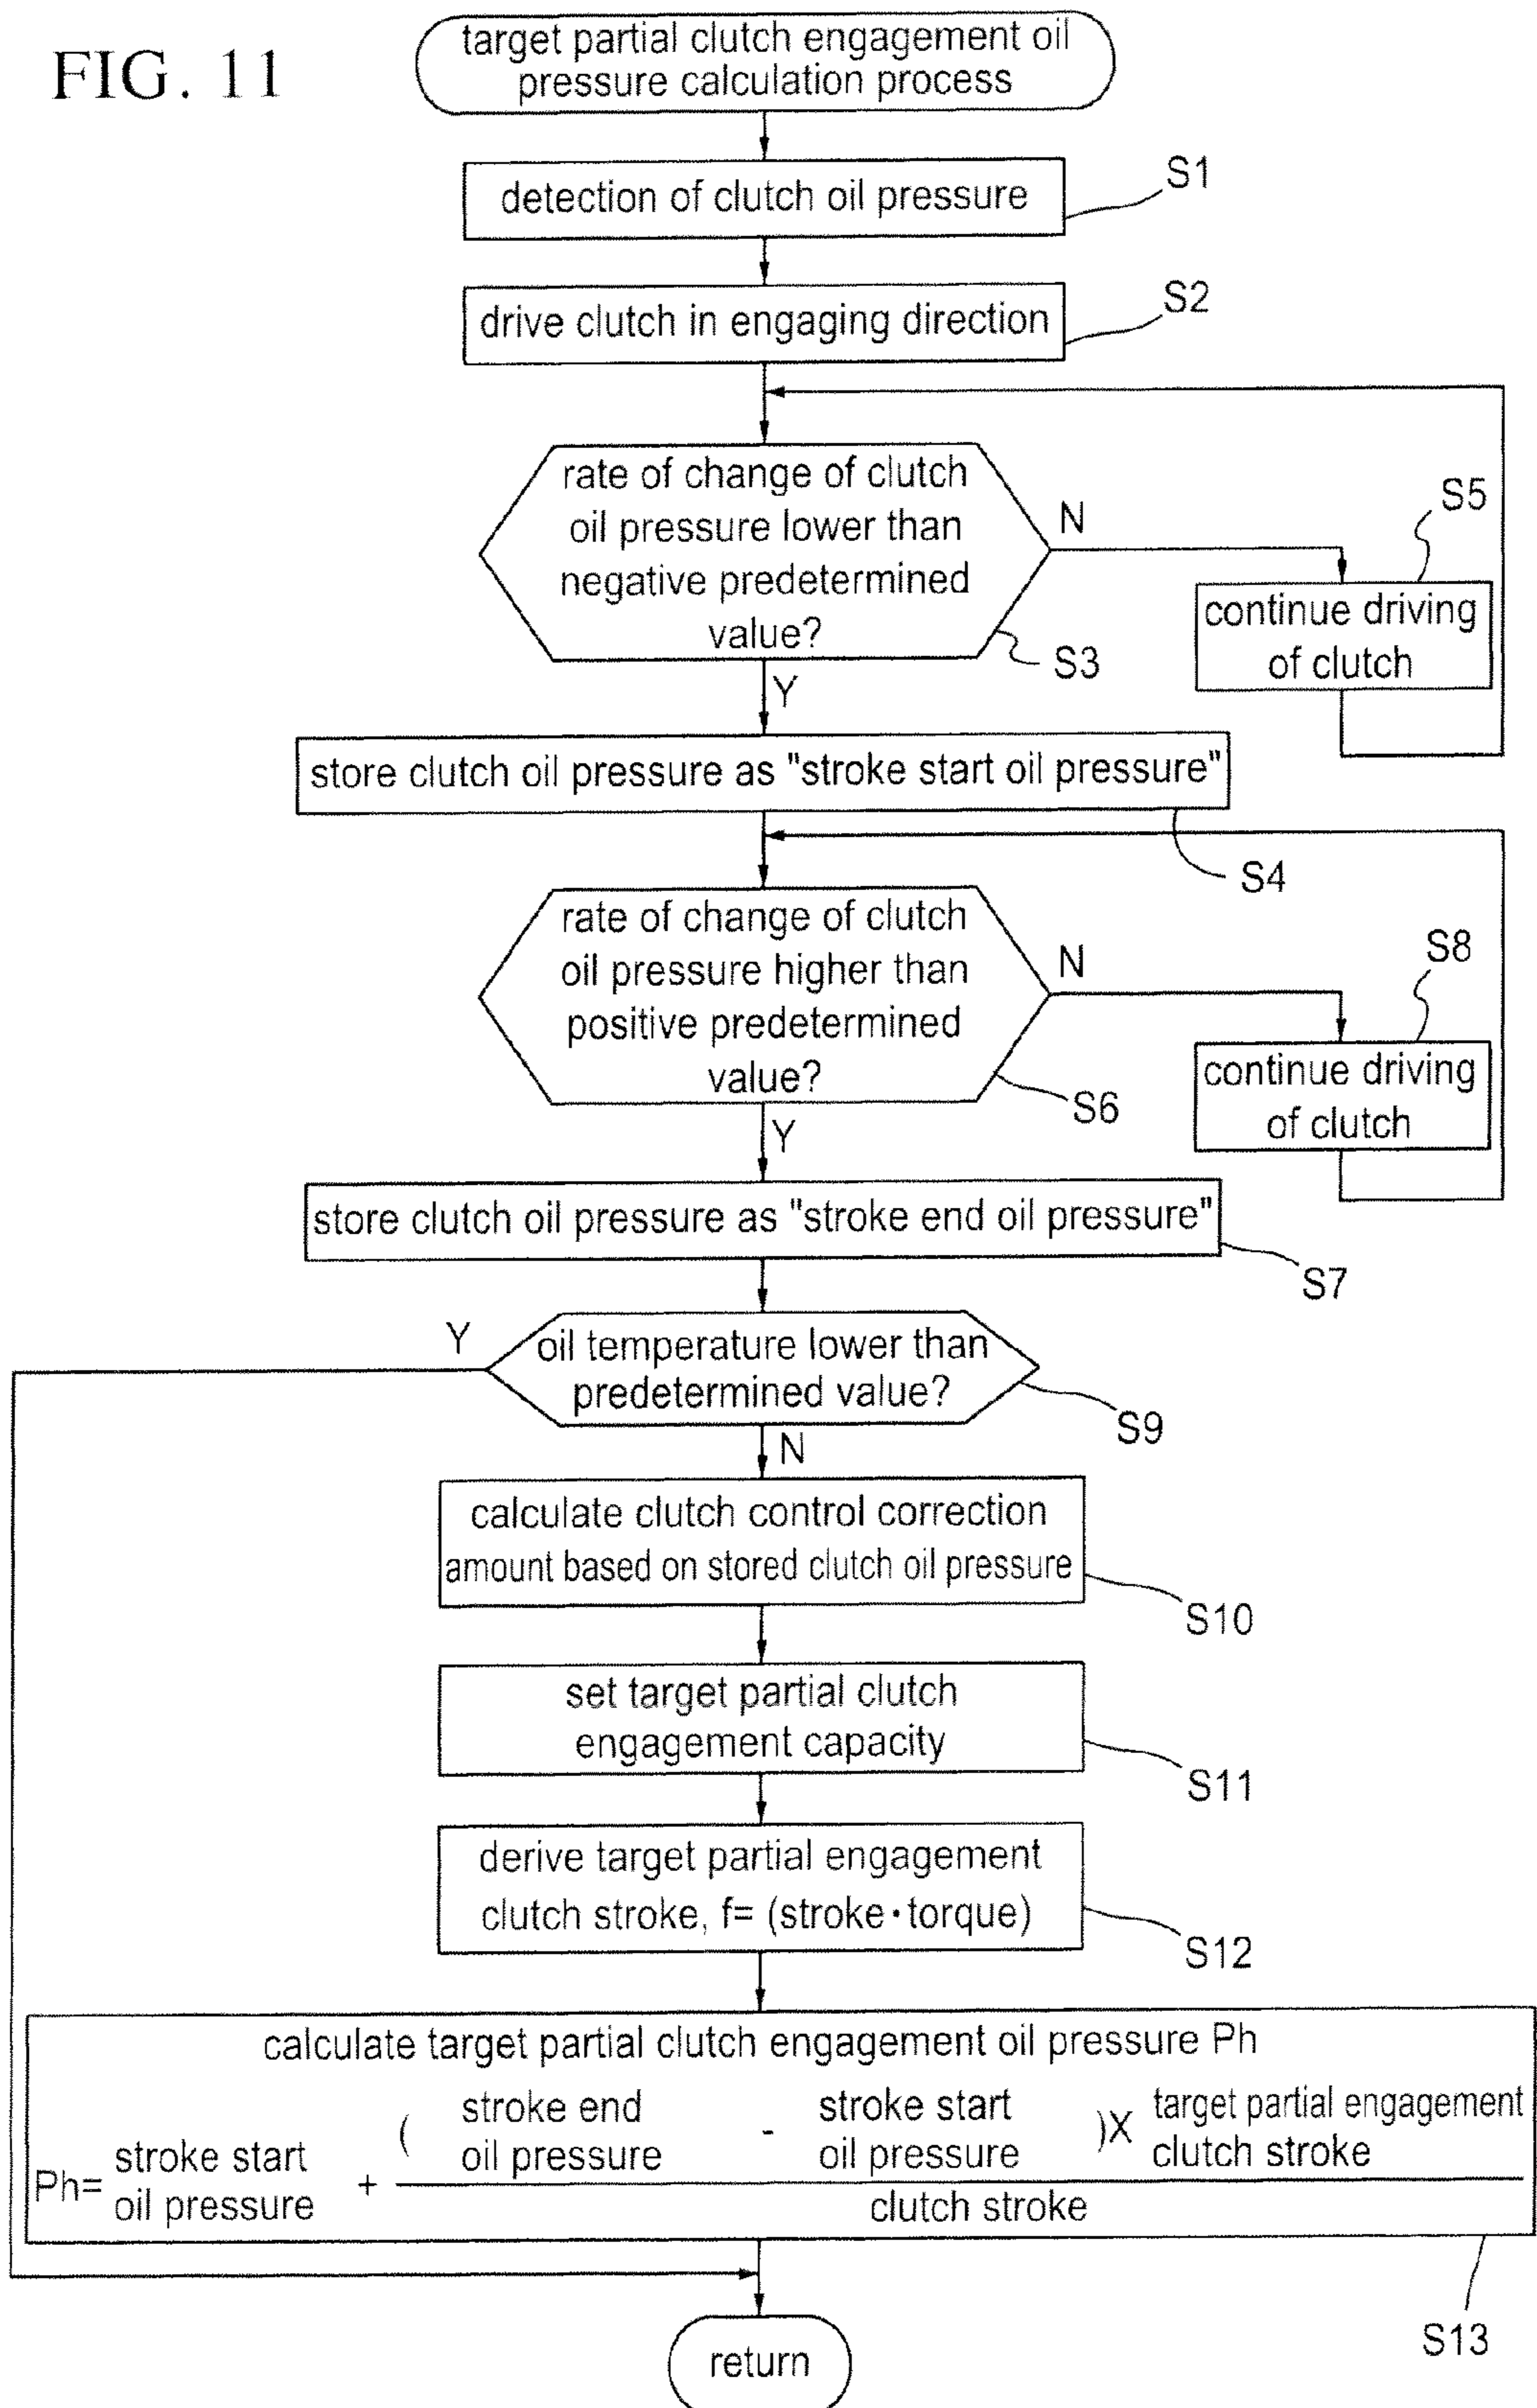 FIG. 11
target partial clutch engagement oil
pressure calculation process
detection of clutch oil pressure
S1
drive clutch in engaging direction
S2
rate of change of clutch
oil pressure lower than
negative predetermined
value?
S3
N
S5
continue driving
of clutch
Y
store clutch oil pressure as "stroke start oil pressure"
S4
rate of change of clutch
oil pressure higher than
positive predetermined
value?
S6
N
S8
continue driving
of clutch
Y
store clutch oil pressure as "stroke end oil pressure"
S7
Y
oil temperature lower than
predetermined value?
S9
N
calculate clutch control correction
amount based on stored clutch oil pressure
S10
set target partial clutch
engagement capacity
S11
derive target partial engagement
clutch stroke, f= (stroke·torque)
S12
calculate target partial clutch engagement oil pressure Ph
Ph= stroke start
oil pressure
+
( stroke end
oil pressure
- stroke start
oil pressure
)X target partial engagement
clutch stroke
clutch stroke
S13
return